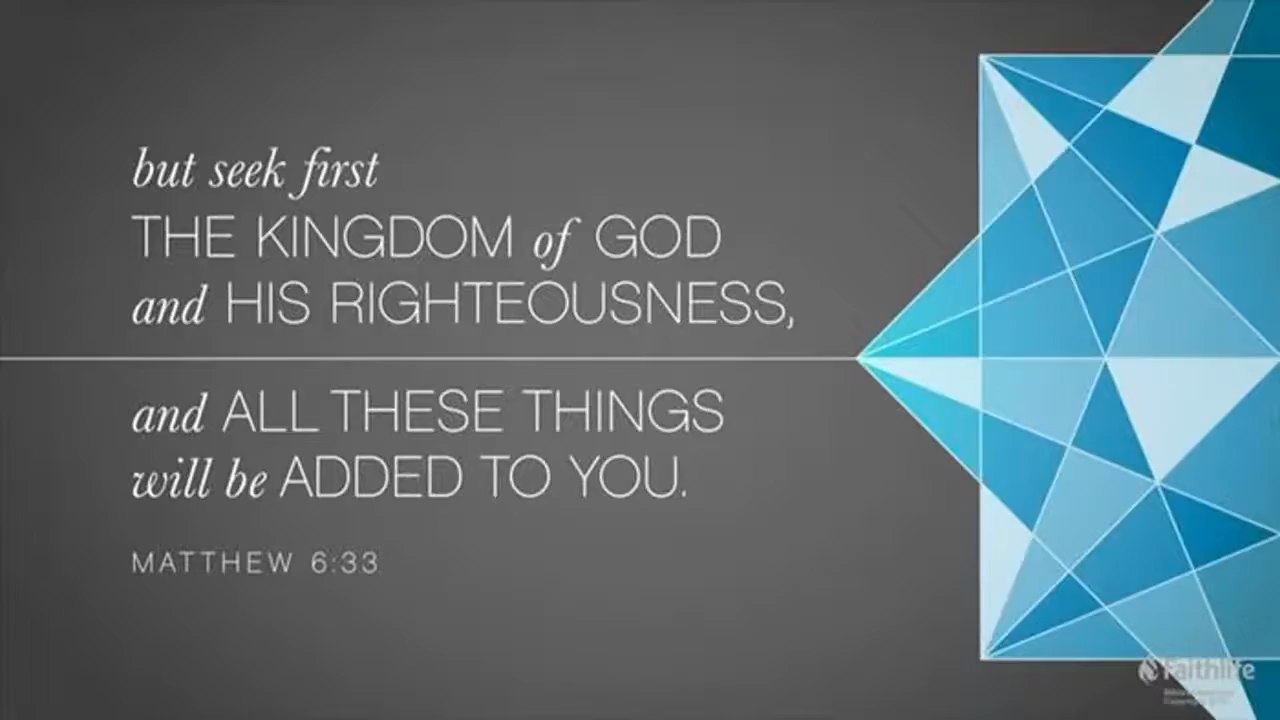 but seek first
THE KINGDOM of GOD
and HIS RIGHTEOUSNESS,
and ALL THESE THINGS
will be ADDED TO YOU.
MATTHEW 6:33
Faithlife